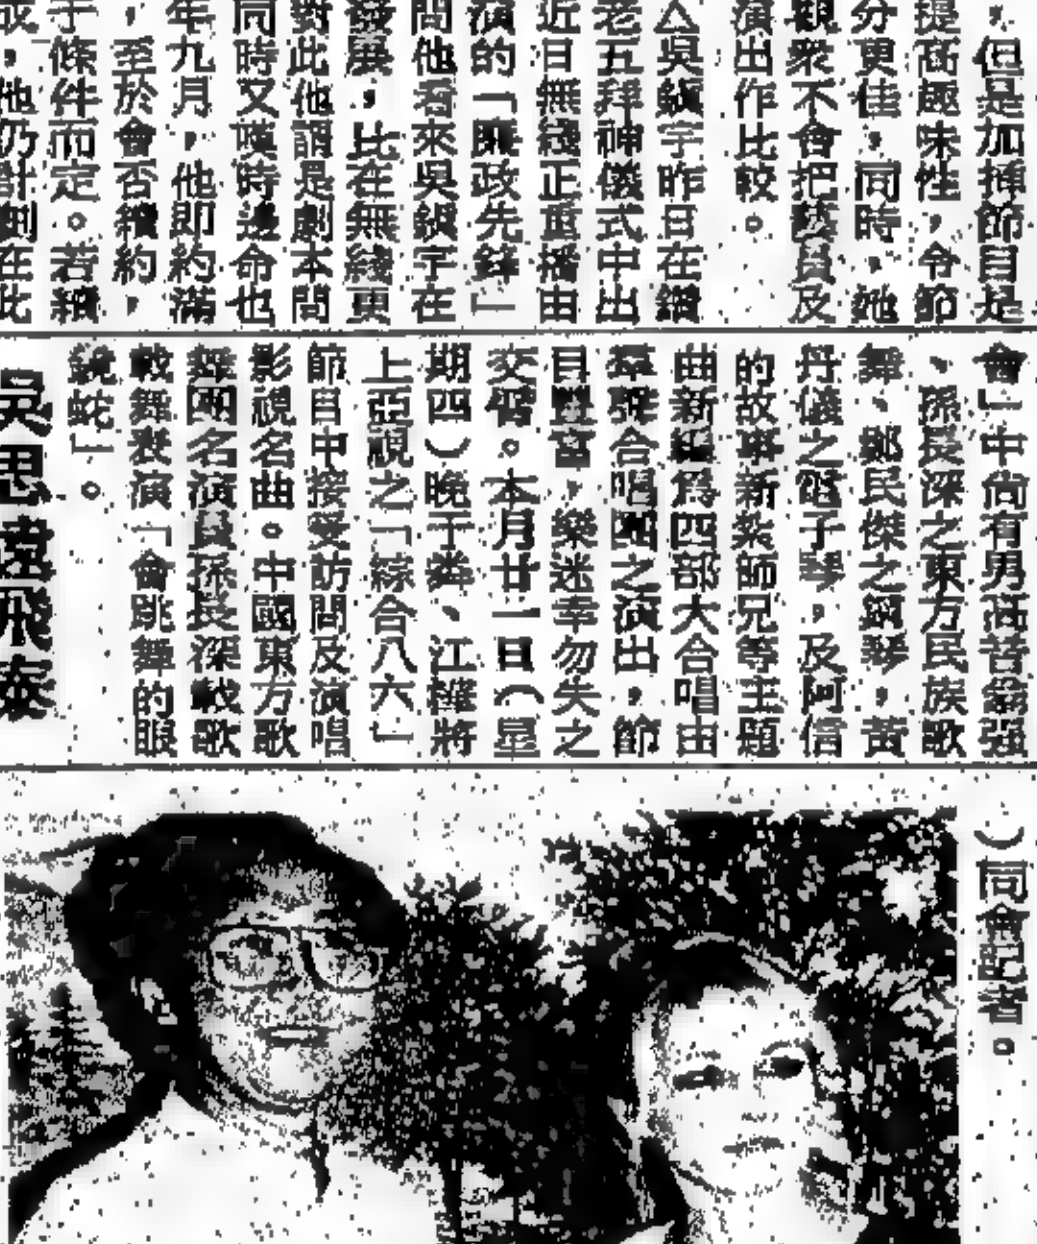 ，但是加揷節目是
提高趣味性，令節
分更佳，同時，她
觀衆不會把落員及
演出作比較。
△吳鎮宇昨日在鑽
老五拜神儀式中出
近日無綫正重播由
演的「廉政先鋒」
問他看來吳鎮宇在
發展，比在無綫更
對此他謂是劇本問
同時又嘆時運命也
年九月，他即約滿
，至於會否續約，
乎條件而定。若續
成，他仍計劃在此
會」中尚有男高音翁强
、孫長深之東方民族歌
舞、鄭民傑之鋼琴，黃
丹儀之電子琴，及阿信
的故事新紮師兄等主題
曲新編爲四部大合唱由
羣聲合唱團之演出，節
目豐富，樂迷幸勿失之
交臂。本月廿一日（星
期四）晚于粦、江樺將
上亞視之「綜合八六」
節目中接受訪問及演唱
影視名曲。中國東方歌
舞團名演員孫長深載歌
載舞表演「會跳舞的眼
鏡蛇」。
吳思遠飛泰
）同會記者。